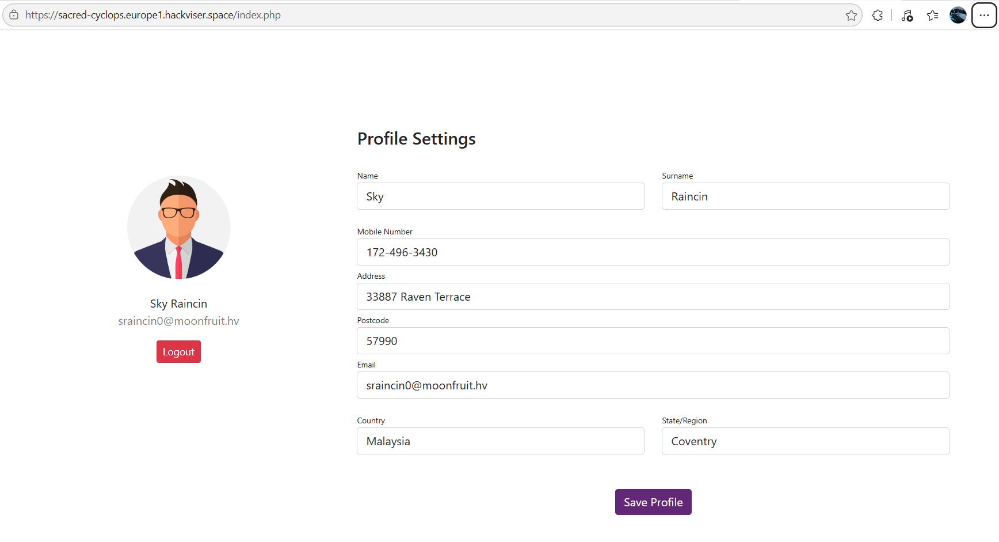 https://sacred-cyclops.europe1.hackviser.space/index.php
Profile Settings
Name
Surname
Sky
Raincin
Mobile Number
172-496-3430
Address
33887 Raven Terrace
Postcode
57990
Email
sraincin0@moonfruit.hv
Country
State/Region
Malaysia
Coventry
Save Profile
Sky Raincin
sraincin0@moonfruit.hv
Logout